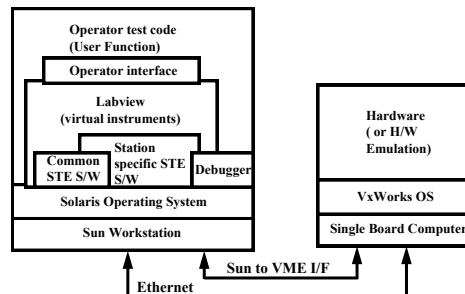 Operator test code
(User Function)
Operator interface
Labview
(virtual instruments)
Common
STE S/W
Station
specific STE
S/W
Debugger
Solaris Operating System
Sun Workstation
Hardware
( or H/W
Emulation)
VxWorks OS
Single Board Computer
Sun to VME I/F
Ethernet